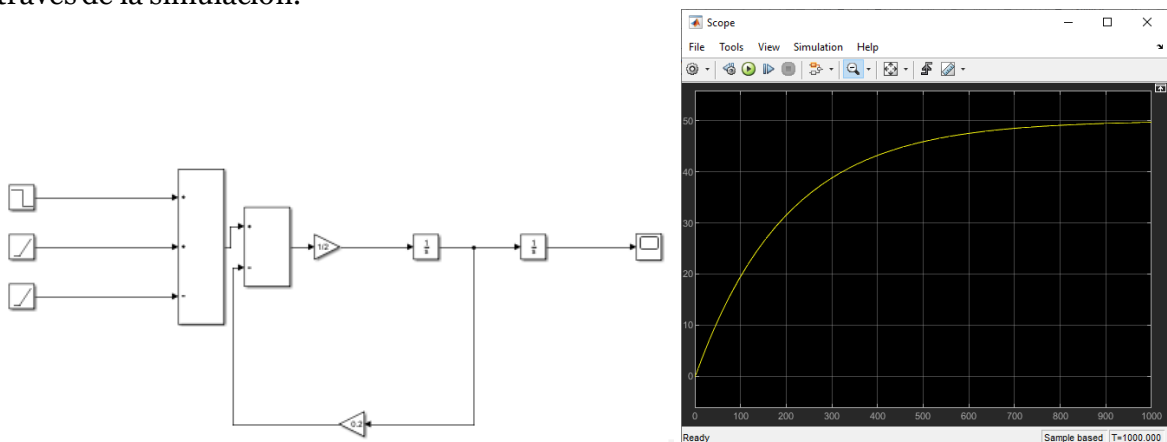 través de la simulación.
Scope
File Tools View Simulation Help
+
+
-
+
-
1/2
1
s
1
s
0.2
50
40
30
20
10
0
0 100 200 300 400 500 600 700 800 900 1000
Ready Sample based T=1000.000